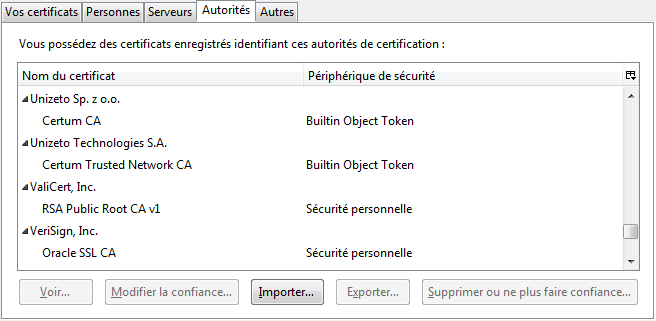 Vos certificats Personnes Serveurs Autorités Autres
Vous possédez des certificats enregistrés identifiant ces autorités de certification :
Nom du certificat Périphérique de sécurité
Unizeto Sp. z o.o.
Certum CA Builtin Object Token
Unizeto Technologies S.A.
Certum Trusted Network CA Builtin Object Token
ValiCert, Inc.
RSA Public Root CA v1 Sécurité personnelle
VeriSign, Inc.
Oracle SSL CA Sécurité personnelle
Voir... Modifier la confiance... Importer... Exporter... Supprimer ou ne plus faire confiance...